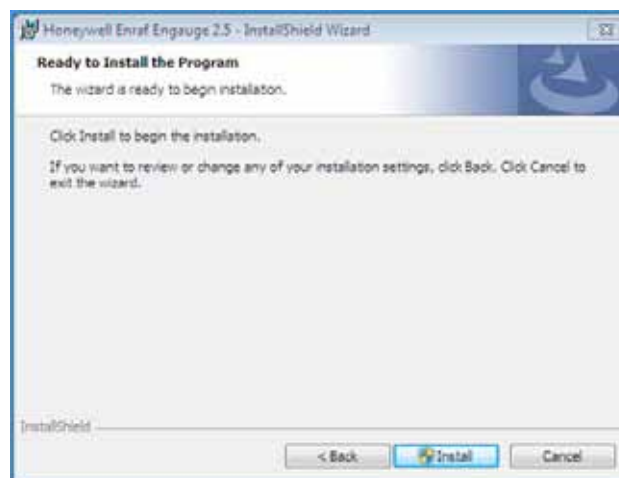 Honeywell Enraf Engauge 2.5 - InstallShield Wizard
Ready to Install the Program
The wizard is ready to begin installation.
Click Install to begin the installation.
If you want to review or change any of your installation settings, click Back. Click Cancel to
exit the wizard.
InstallShield
< Back Install Cancel